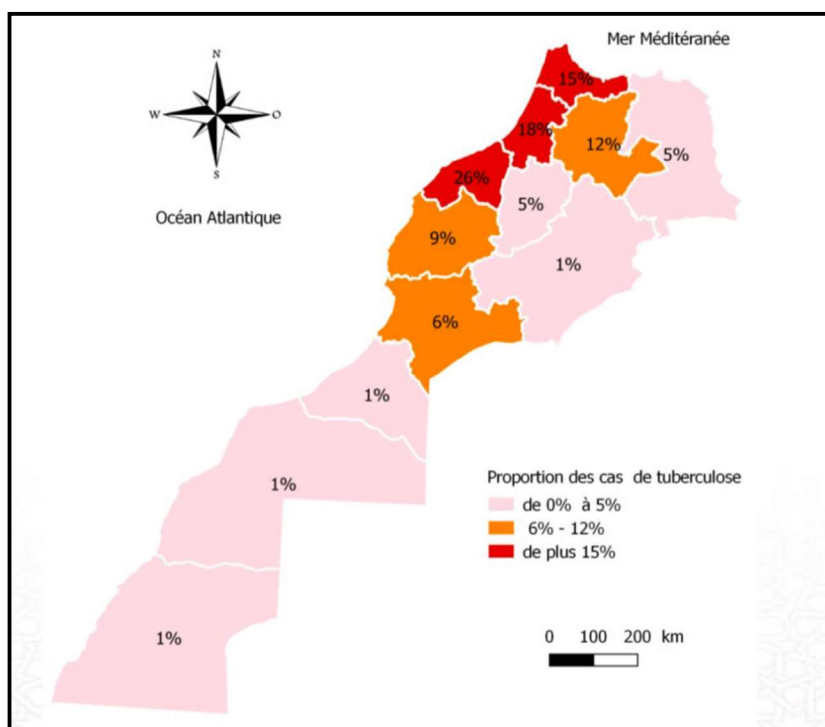 Mer Méditéranée
N
W
O
S
Océan Atlantique
15%
18%
12%
5%
26%
5%
9%
1%
6%
1%
1%
1%
Proportion des cas de tuberculose
de 0% à 5%
6% - 12%
de plus 15%
0 100 200 km